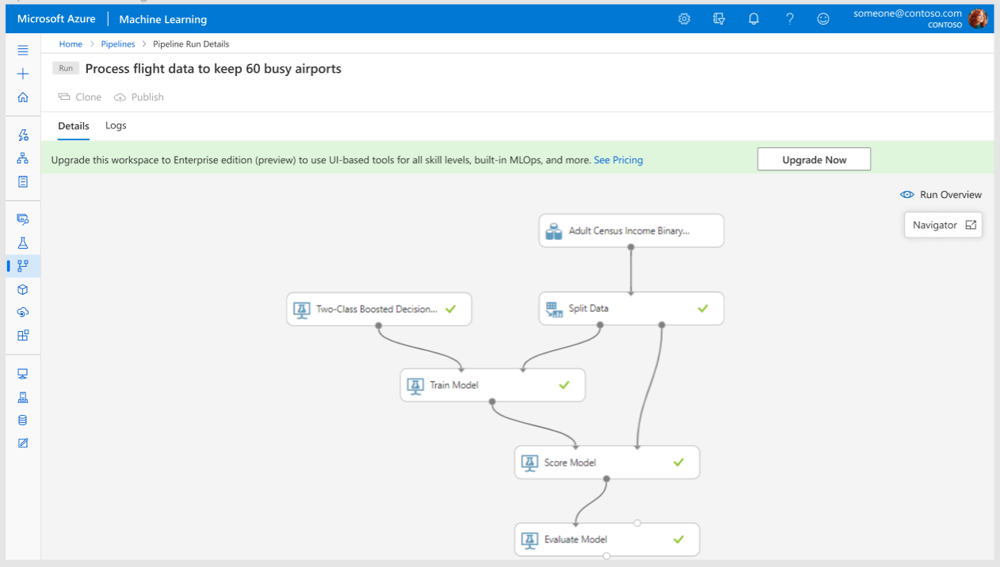 Microsoft Azure Machine Learning
someone@contoso.com
CONTOSO
Home > Pipelines > Pipeline Run Details
Run Process flight data to keep 60 busy airports
Clone Publish
Details Logs
Upgrade this workspace to Enterprise edition (preview) to use UI-based tools for all skill levels, built-in MLOps, and more. See Pricing Upgrade Now
Run Overview
Navigator
Adult Census Income Binary...
Two-Class Boosted Decision...
Split Data
Train Model
Score Model
Evaluate Model